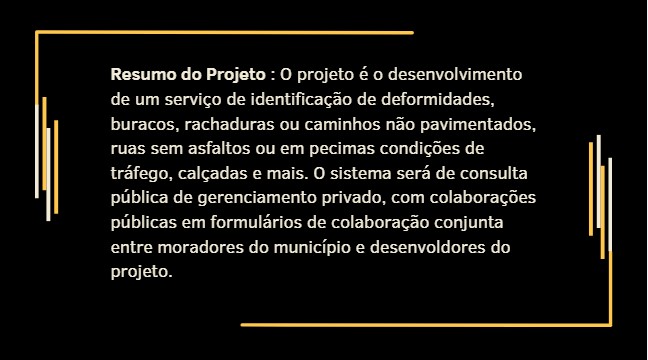 Resumo do Projeto : O projeto é o desenvolvimento
de um serviço de identificação de deformidades,
buracos, rachaduras ou caminhos não pavimentados,
ruas sem asfaltos ou em pecimas condições de
tráfego, calçadas e mais. O sistema será de consulta
pública de gerenciamento privado, com colaborações
públicas em formulários de colaboração conjunta
entre moradores do município e desenvoldores do
projeto.